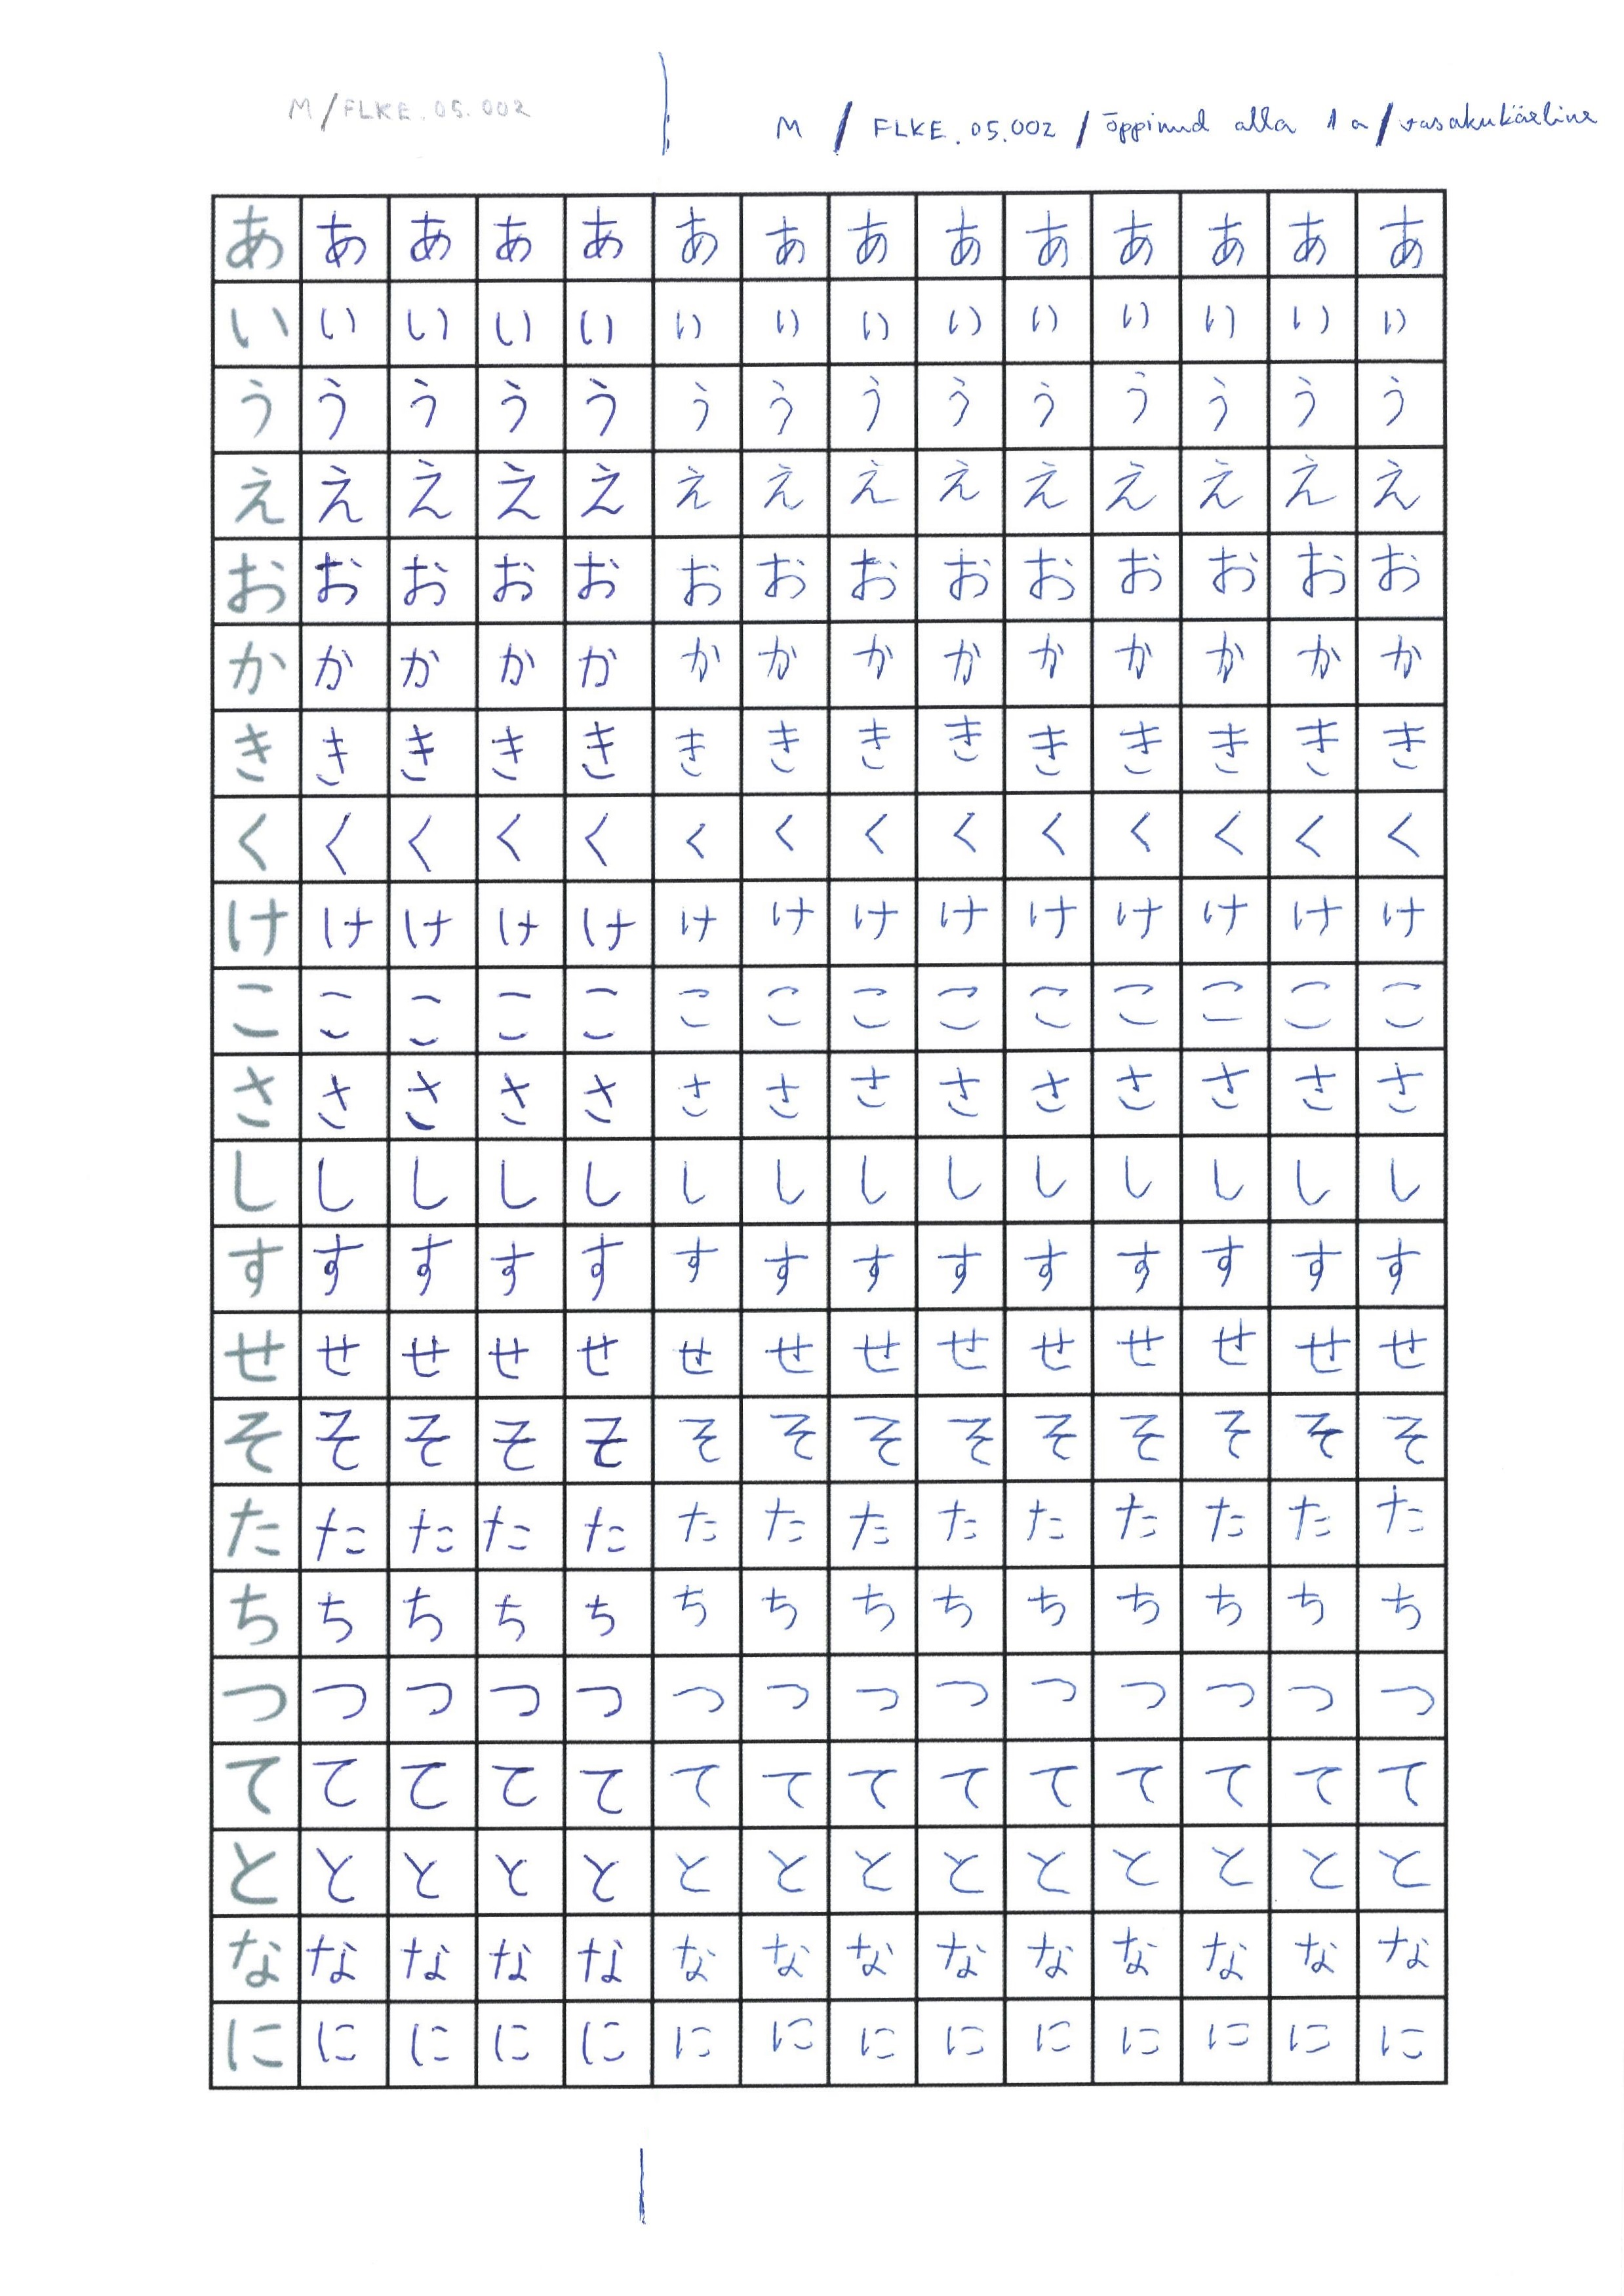 M/FLKE.05.002
M / FLKE.05.002 / õppinud alla 1 a / vasakukäeline
あ あ あ あ あ あ あ あ あ あ あ あ あ あ
い い い い い い い い い い い い い い
う う う う う う う う う う う う う う
え え え え え え え え え え え え え え
お お お お お お お お お お お お お お
か か か か か か か か か か か か か か
き き き き き き き き き き き き き き
く く く く く く く く く く く く く く
け け け け け け け け け け け け け け
こ こ こ こ こ こ こ こ こ こ こ こ こ こ
さ さ さ さ さ さ さ さ さ さ さ さ さ さ
し し し し し し し し し し し し し し
す す す す す す す す す す す す す す
せ せ せ せ せ せ せ せ せ せ せ せ せ せ
そ そ そ そ そ そ そ そ そ そ そ そ そ そ
た た た た た た た た た た た た た た
ち ち ち ち ち ち ち ち ち ち ち ち ち ち
つ つ つ つ つ つ つ つ つ つ つ つ つ つ
て て て て て て て て て て て て て て
と と と と と と と と と と と と と と
な な な な な な な な な な な な な な
に に に に に に に に に に に に に に